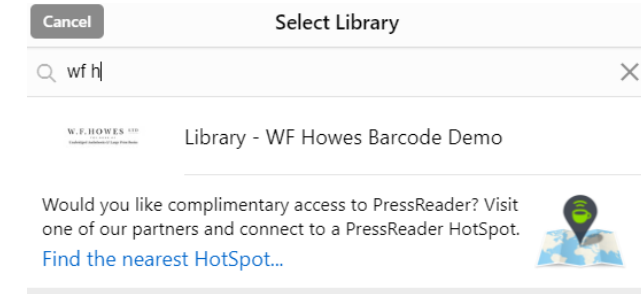 Cancel
Select Library
wf h
W.F.HOWES LTD
Library - WF Howes Barcode Demo
Would you like complimentary access to PressReader? Visit
one of our partners and connect to a PressReader HotSpot.
Find the nearest HotSpot...